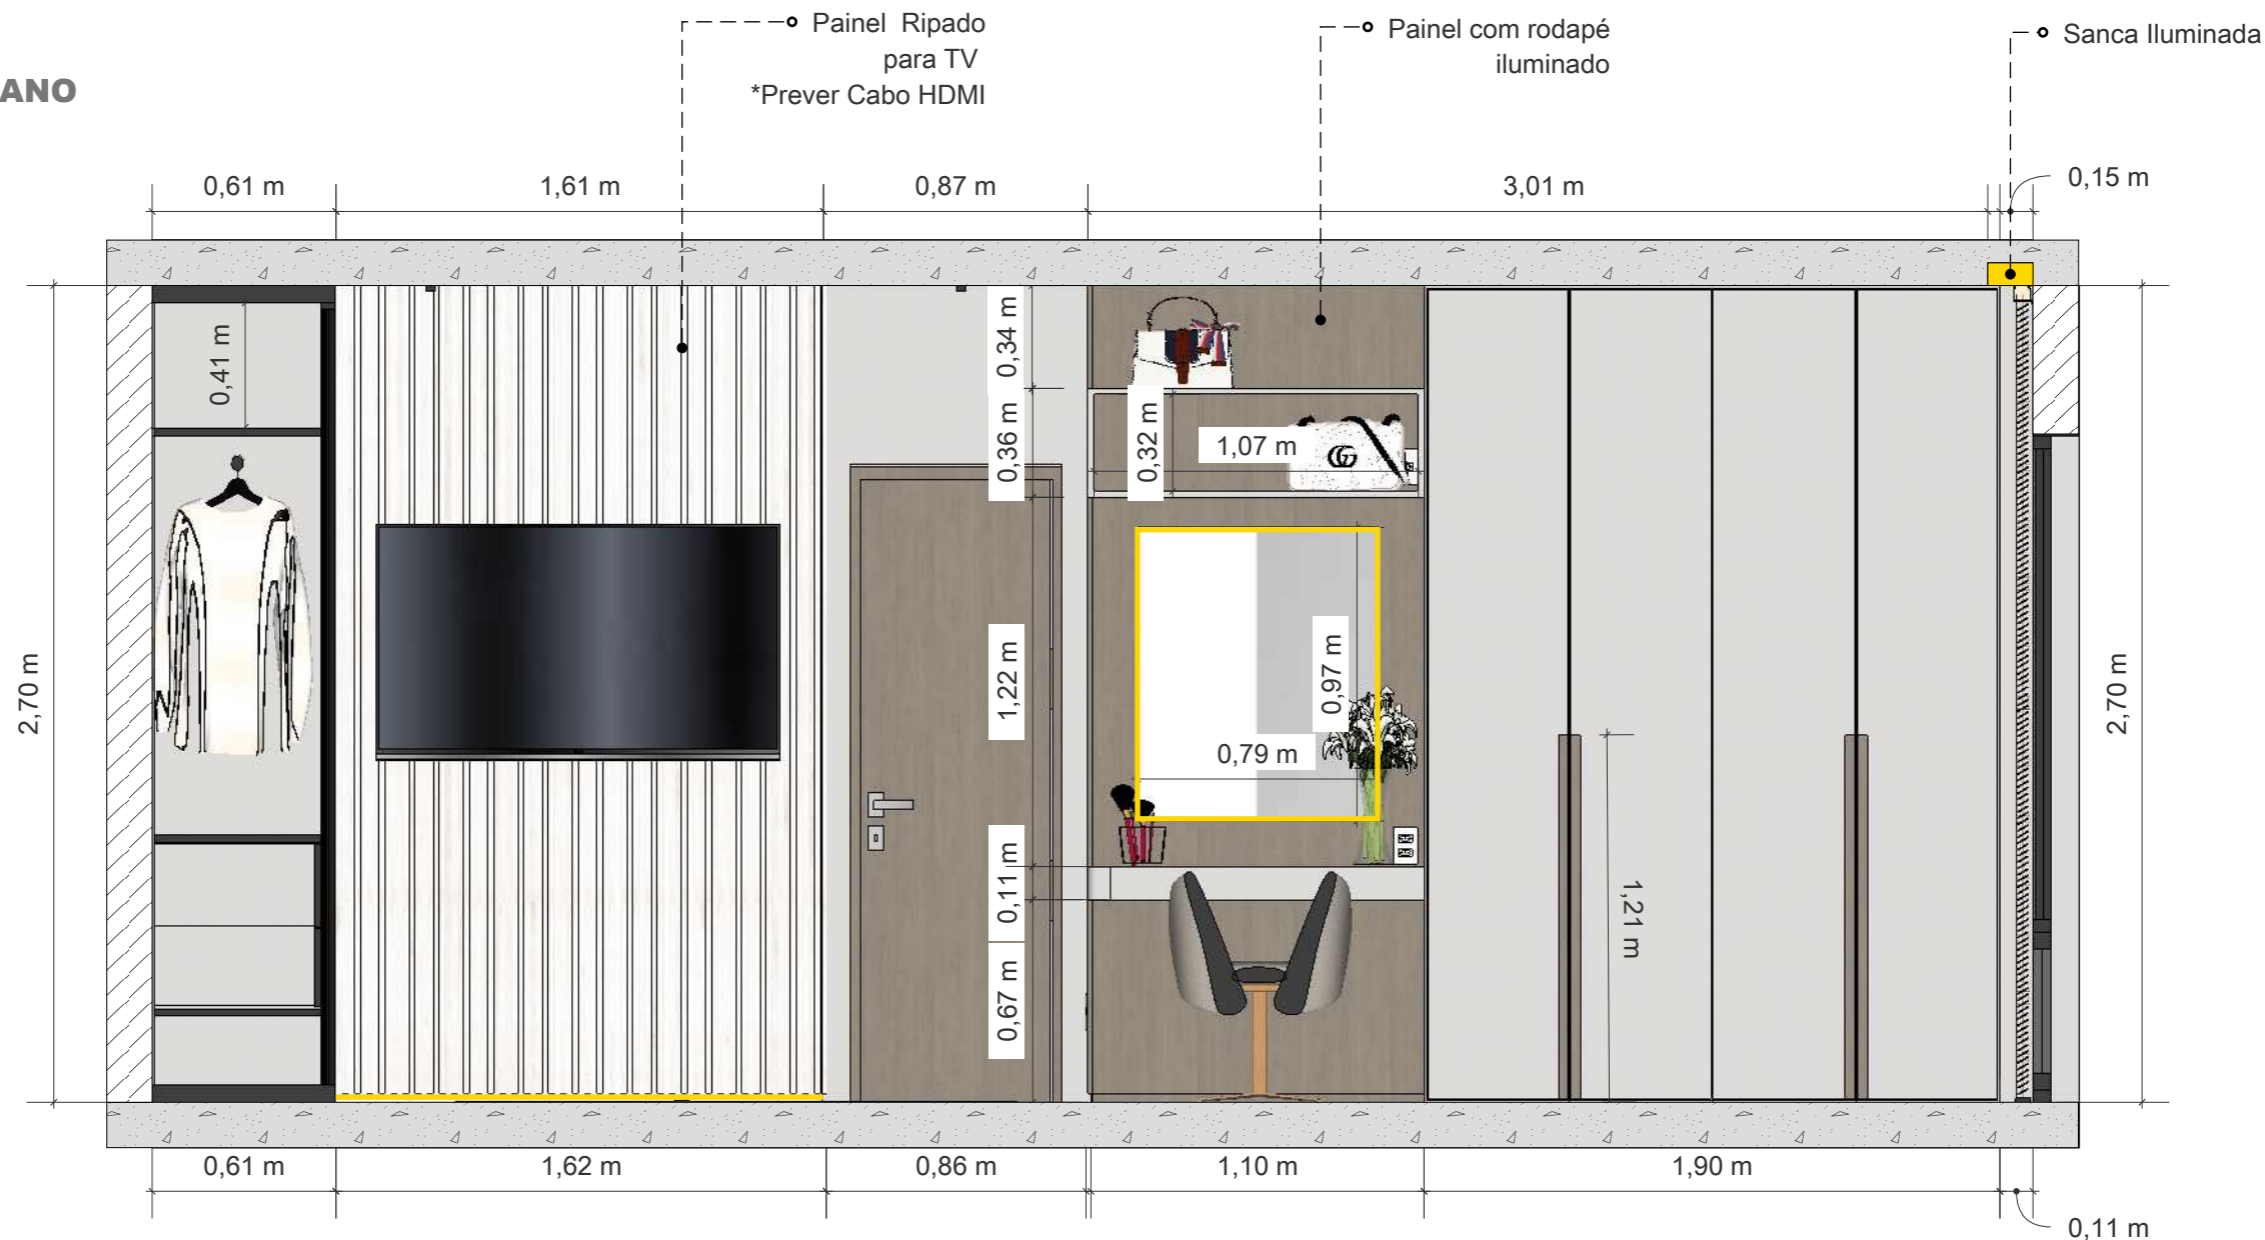 Painel Ripado
para TV
*Prever Cabo HDMI
Painel com rodapé
iluminado
Sanca Iluminada
ANO
0,61 m
1,61 m
0,87 m
3,01 m
0,15 m
0,41 m
0,34 m
0,36 m
0,32 m
1,07 m
2,70 m
1,22 m
0,97 m
0,79 m
2,70 m
0,11 m
1,21 m
0,67 m
0,61 m
1,62 m
0,86 m
1,10 m
1,90 m
0,11 m